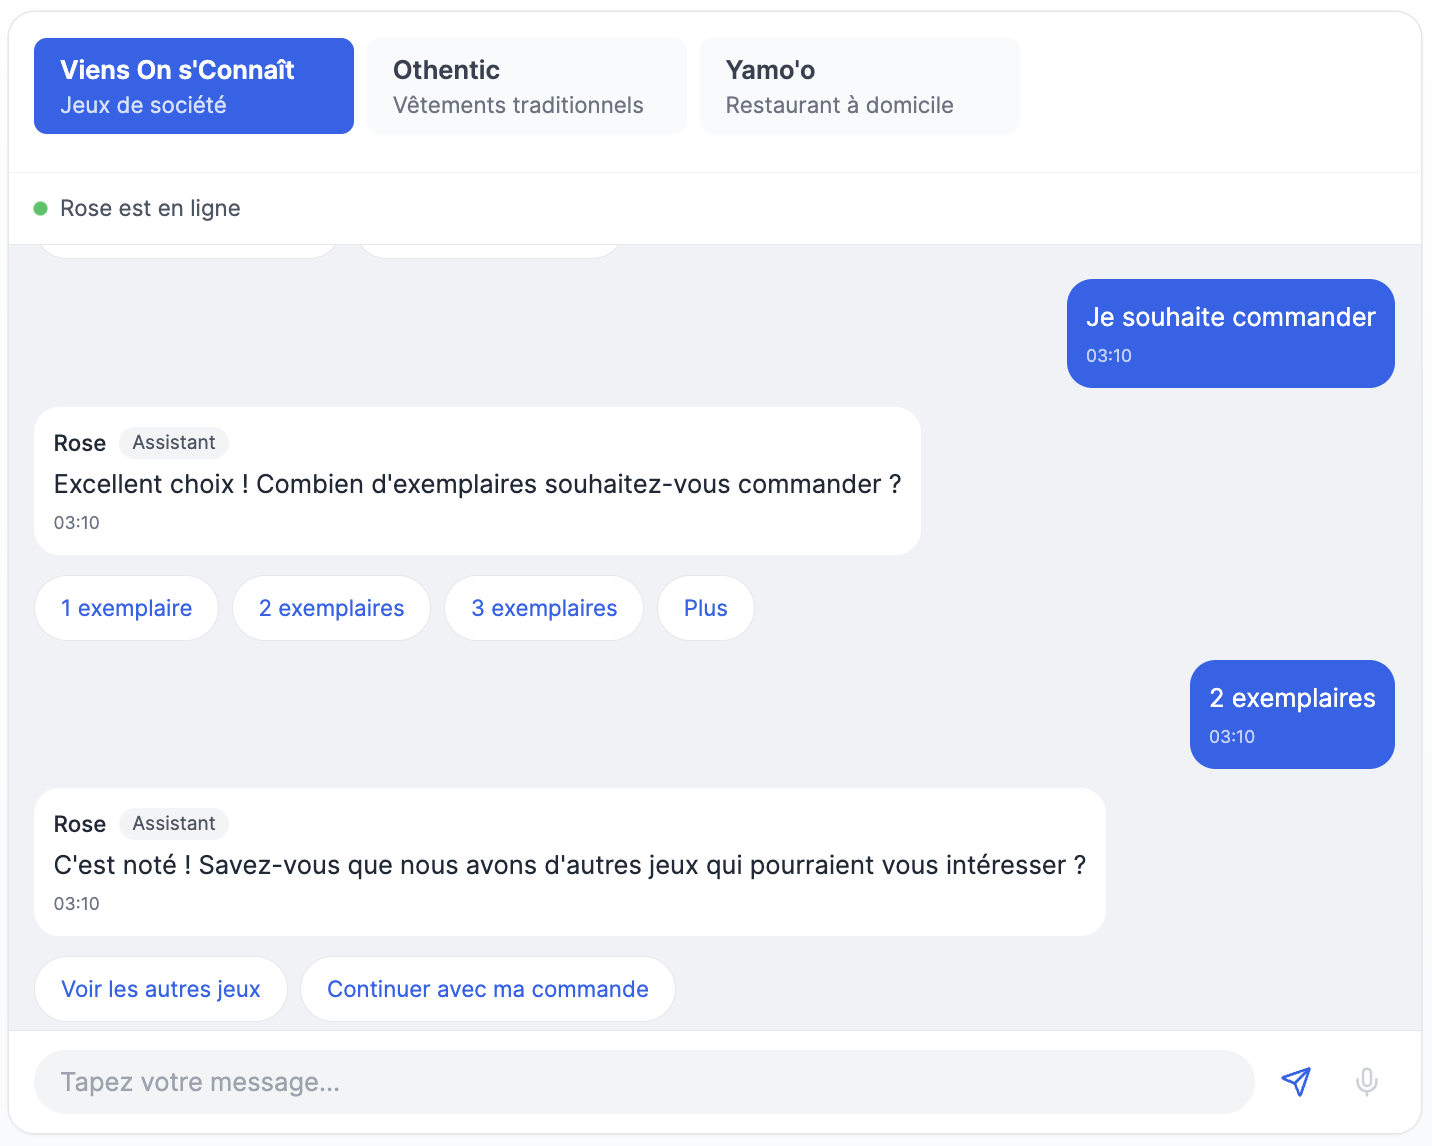 Viens On s'Connaît
Jeux de société
Othentic
Vêtements traditionnels
Yamo'o
Restaurant à domicile
Rose est en ligne
Je souhaite commander
03:10
Rose Assistant
Excellent choix ! Combien d'exemplaires souhaitez-vous commander ?
03:10
1 exemplaire 2 exemplaires 3 exemplaires Plus
2 exemplaires
03:10
Rose Assistant
C'est noté ! Savez-vous que nous avons d'autres jeux qui pourraient vous intéresser ?
03:10
Voir les autres jeux Continuer avec ma commande
Tapez votre message...